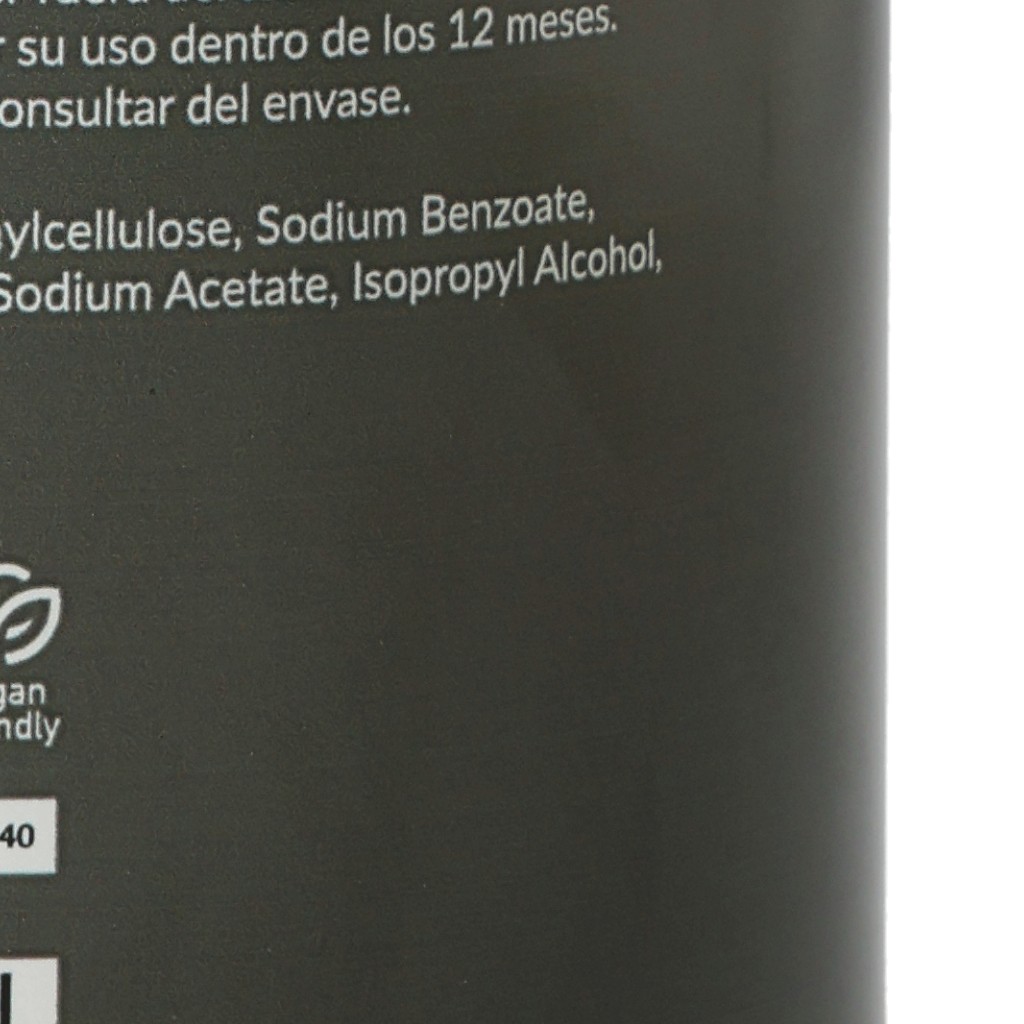 su uso dentro de los 12 meses.
onsultar del envase.
ylcellulose, Sodium Benzoate,
Sodium Acetate, Isopropyl Alcohol,
gan
ndly
40